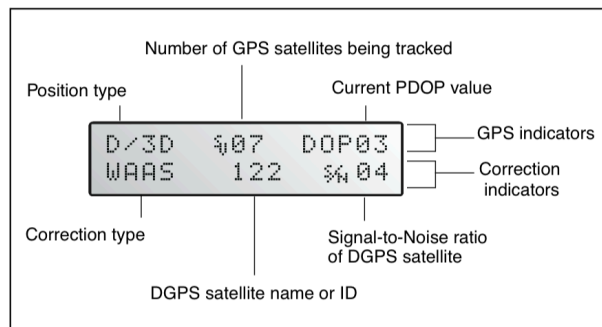 Number of GPS satellites being tracked
Position type
Current PDOP value
D/3D SV07 DOP03
WAAS 122 S/N 04
GPS indicators
Correction
indicators
Correction type
Signal-to-Noise ratio
of DGPS satellite
DGPS satellite name or ID